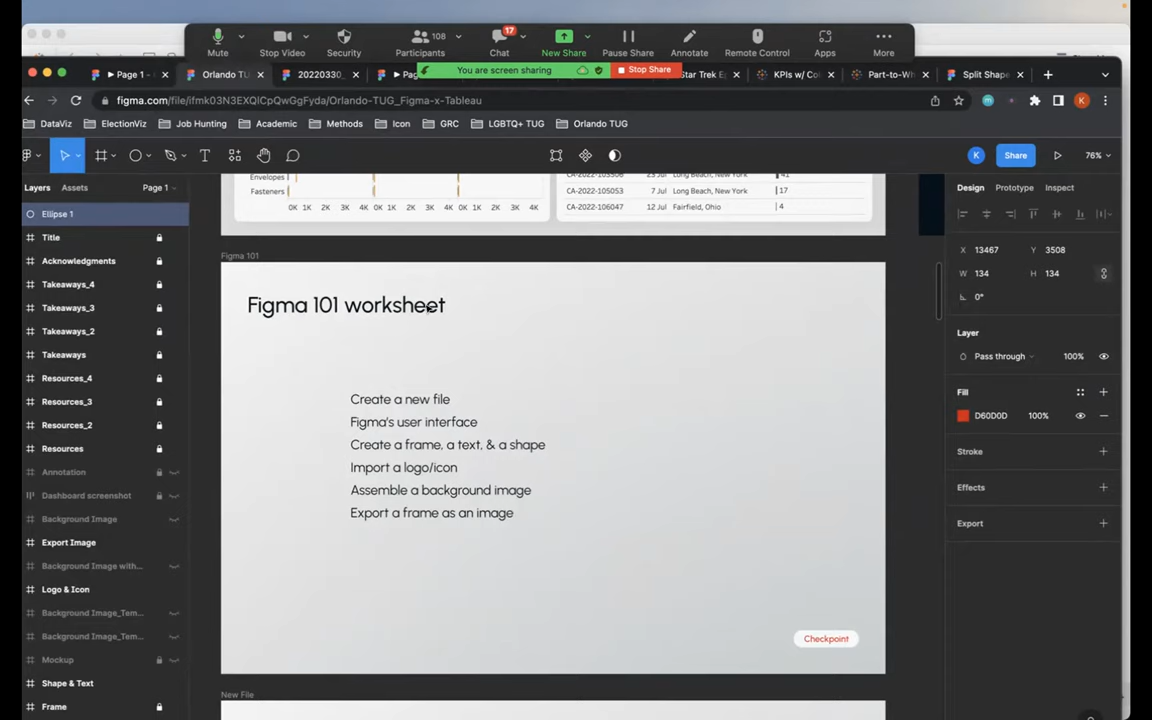 108
17
Mute
Stop Video
Security
Participants
Chat
New Share
Pause Share
Annotate
Remote Control
Apps
More
You are screen sharing
Stop Share
Page 1 -
Orlando TU
20220330_
Pag
Star Trek E
KPIs w/ Co
Part-to-Wh
Split Shape
figma.com/file/ifmk03N3EXQlCpQwGgFyda/Orlando-TUG_Figma-x-Tableau
K
DataViz
ElectionViz
Job Hunting
Academic
Methods
Icon
GRC
LGBTQ+ TUG
Orlando TUG
K
Share
76%
Layers
Assets
Page 1
Design
Prototype
Inspect
Ellipse 1
Title
Acknowledgments
Takeaways_4
Takeaways_3
Takeaways_2
Takeaways
Resources_4
Resources_3
Resources_2
Resources
Annotation
Dashboard screenshot
Background Image
Export Image
Background Image with...
Logo & Icon
Background Image_Tem...
Background Image_Tem...
Mockup
Shape & Text
Frame
Envelopes
Fasteners
0K 1K 2K 3K 4K 0K 1K 2K 3K 4K 0K 1K 2K 3K 4K
CA-2022-105053 7 Jul Long Beach, New York 17
CA-2022-106047 12 Jul Fairfield, Ohio 4
Figma 101
Figma 101 worksheet
Create a new file
Figma's user interface
Create a frame, a text, & a shape
Import a logo/icon
Assemble a background image
Export a frame as an image
Checkpoint
New File
X 13467
Y 3508
W 134
H 134
0°
Layer
Pass through
100%
Fill
D60D0D
100%
Stroke
Effects
Export